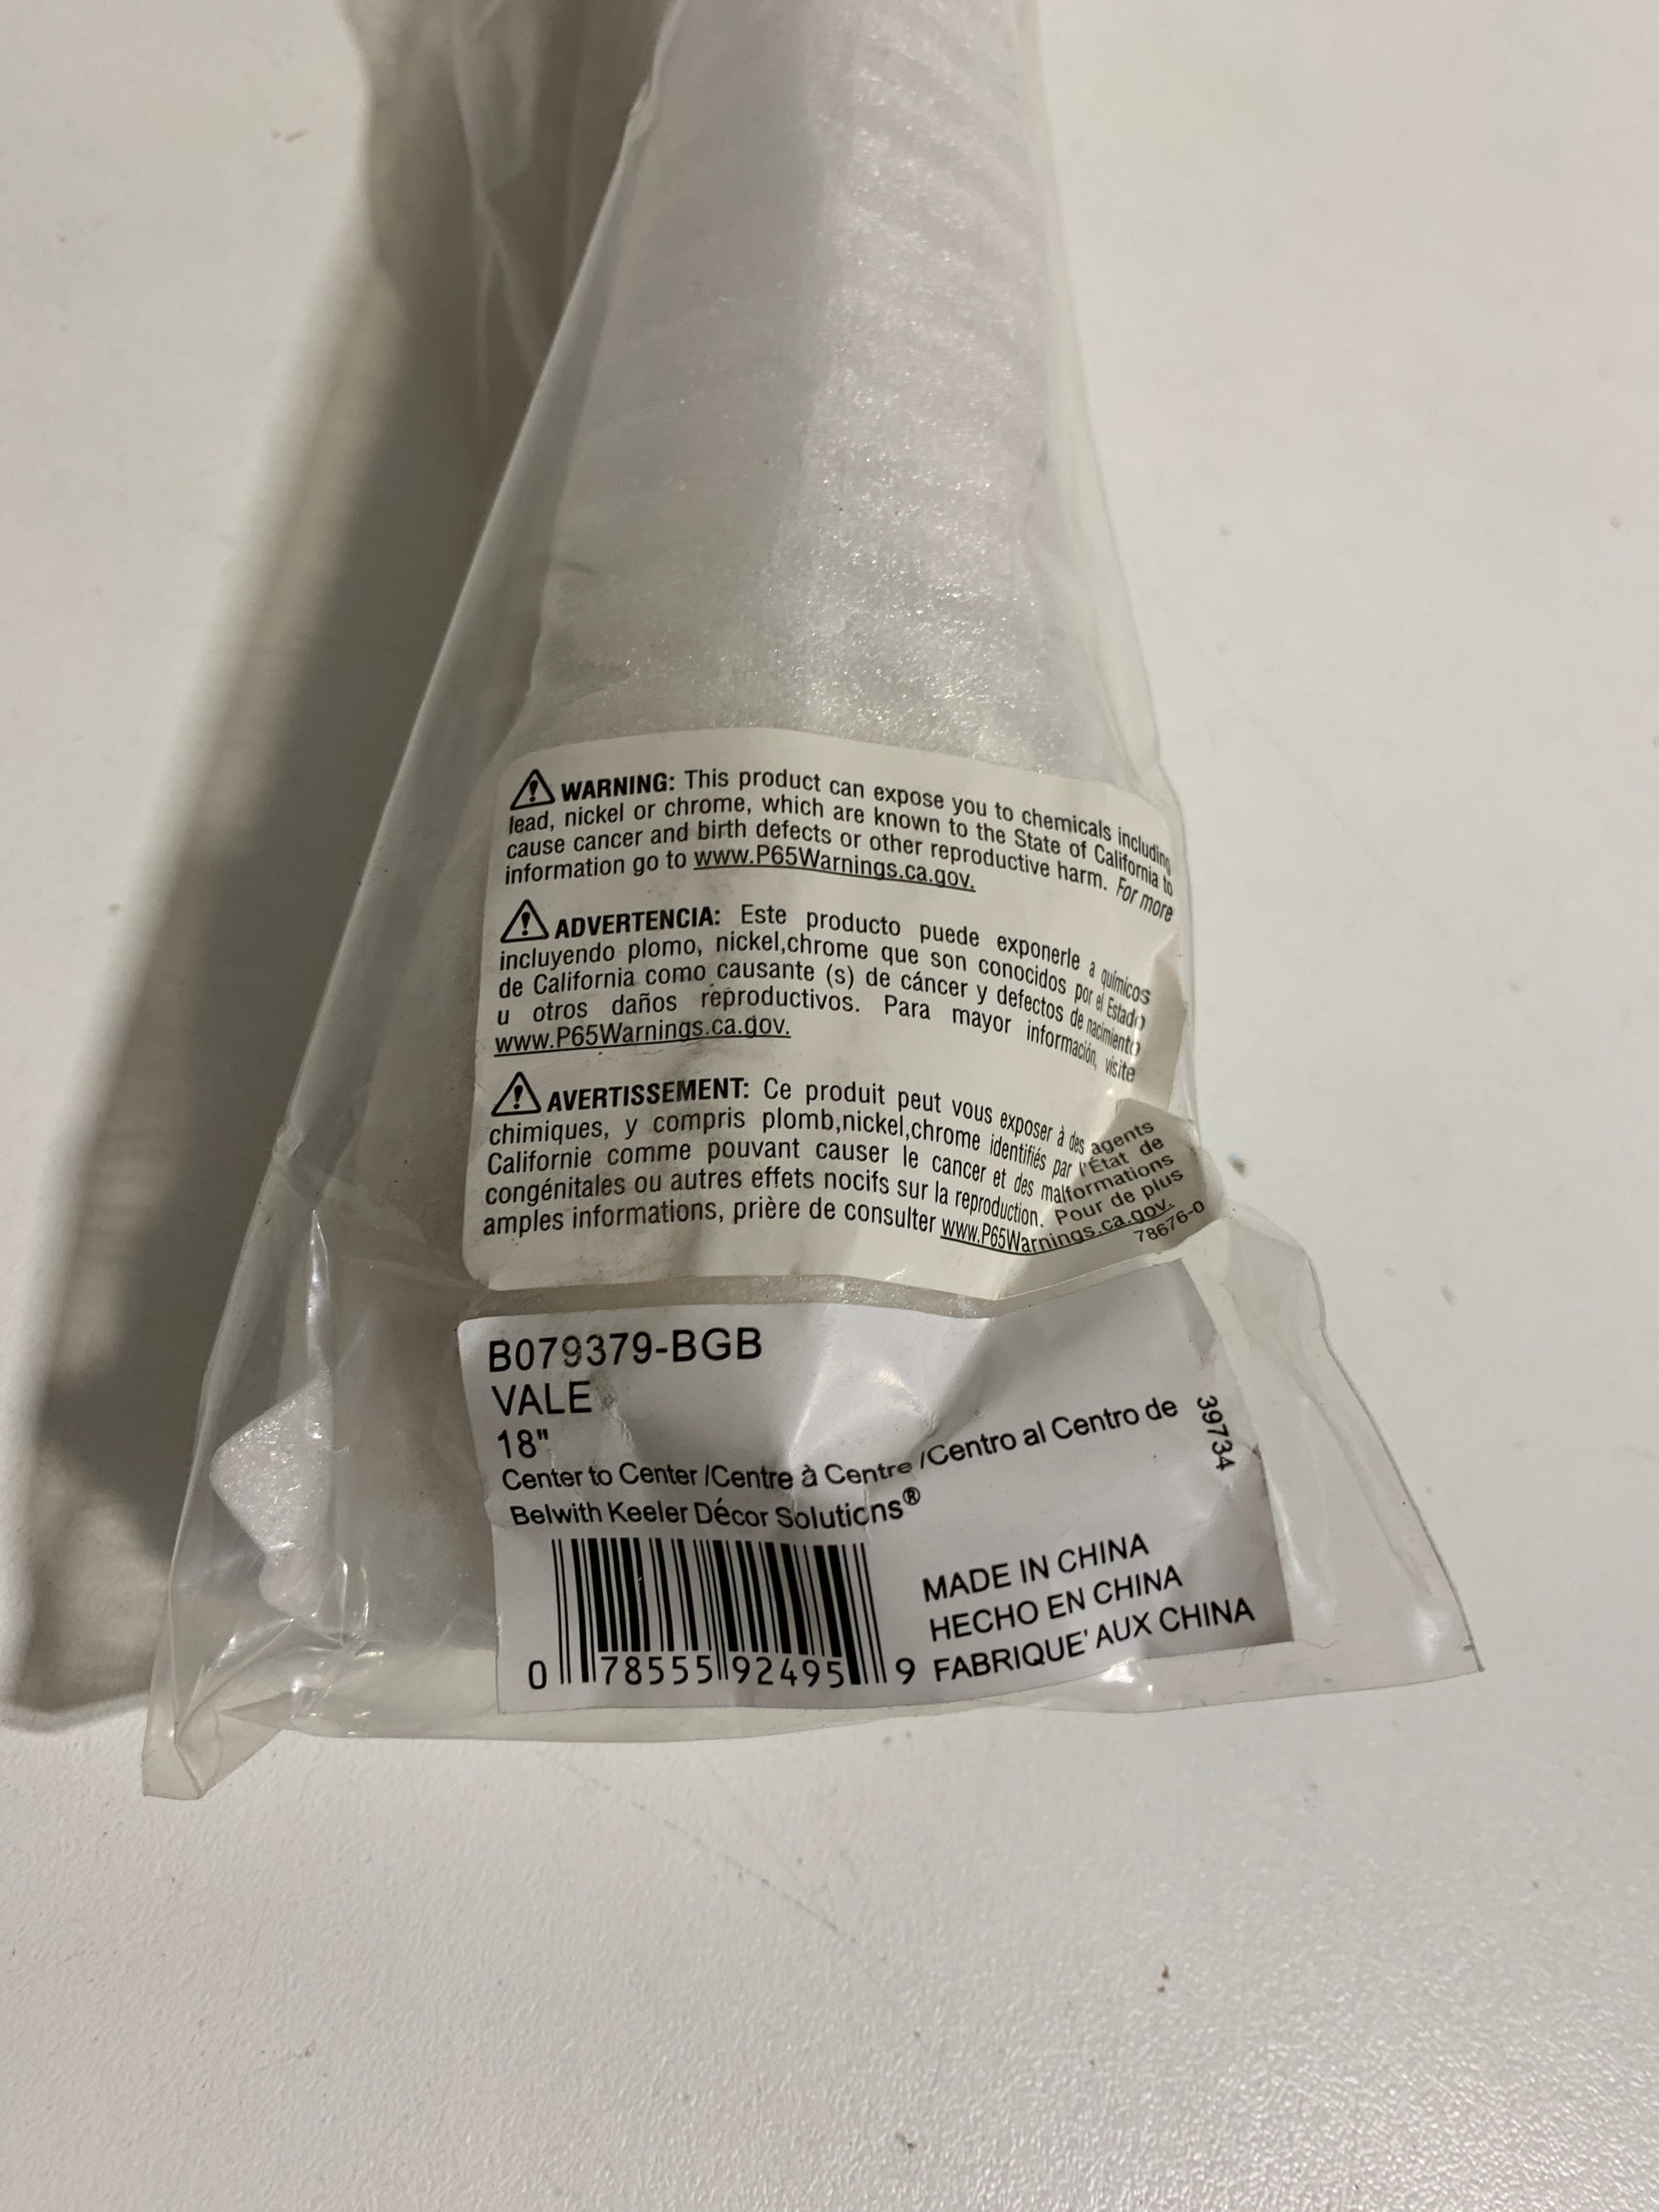 WARNING: This product can expose you to chemicals including
lead, nickel or chrome, which are known to the State of California to
cause cancer and birth defects or other reproductive harm. For more
information go to www.P65Warnings.ca.gov.
ADVERTENCIA: Este producto puede exponerle a químicos
incluyendo plomo, nickel,chrome que son conocidos por el Estado
de California como causante (s) de cáncer y defectos de nacimiento
u otros daños reproductivos. Para mayor información, visite
www.P65Warnings.ca.gov.
AVERTISSEMENT: Ce produit peut vous exposer à des agents
chimiques, y compris plomb,nickel,chrome identifiés par l'État de
Californie comme pouvant causer le cancer et des malformations
congénitales ou autres effets nocifs sur la reproduction. Pour de plus
amples informations, prière de consulter www.P65Warnings.ca.gov.
78676-0
B079379-BGB
VALE
18"
Center to Center /Centre à Centre /Centro al Centro de
Belwith Keeler Décor Solutions®
39734
MADE IN CHINA
HECHO EN CHINA
FABRIQUE' AUX CHINA
0 78555 92495 9